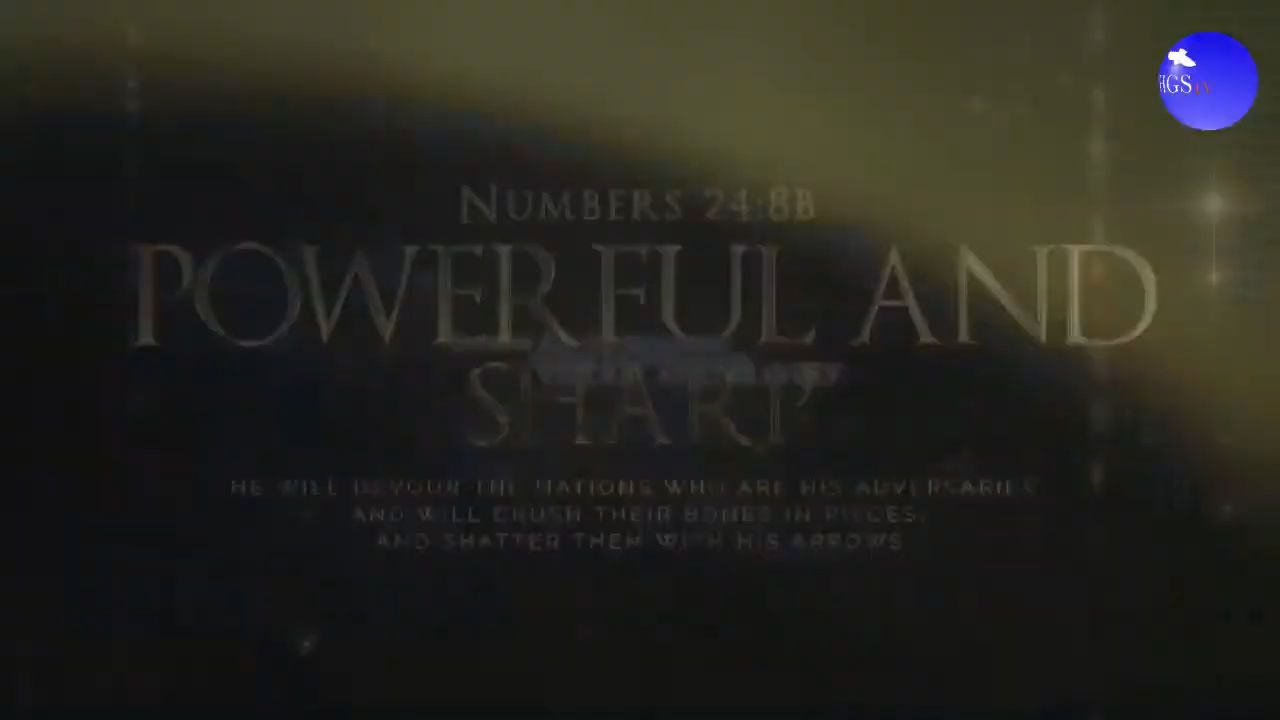 HGSTV
NUMBERS 24:8B
POWERFUL AND
SHARP
HE WILL DEVOUR THE NATIONS WHO ARE HIS ADVERSARIES
AND WILL CRUSH THEIR BONES IN PIECES,
AND SHATTER THEM WITH HIS ARROWS